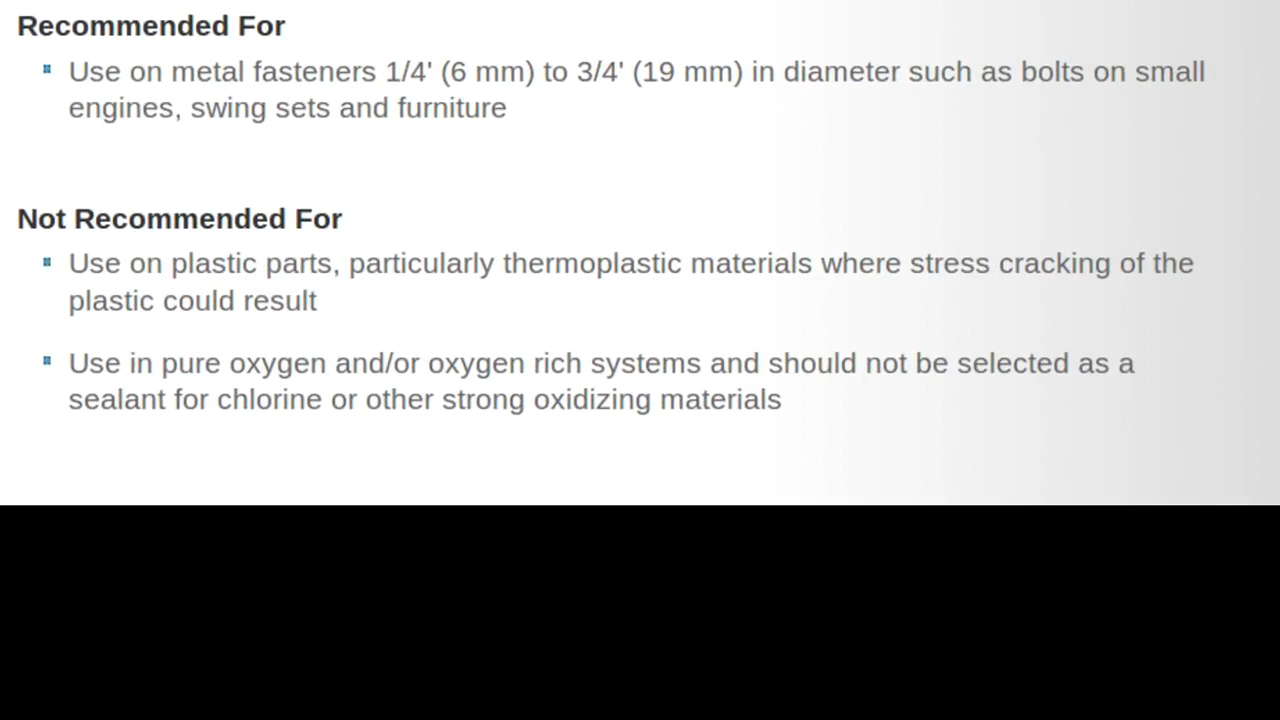 Recommended For
Use on metal fasteners 1/4' (6 mm) to 3/4' (19 mm) in diameter such as bolts on small
engines, swing sets and furniture
Not Recommended For
Use on plastic parts, particularly thermoplastic materials where stress cracking of the
plastic could result
Use in pure oxygen and/or oxygen rich systems and should not be selected as a
sealant for chlorine or other strong oxidizing materials